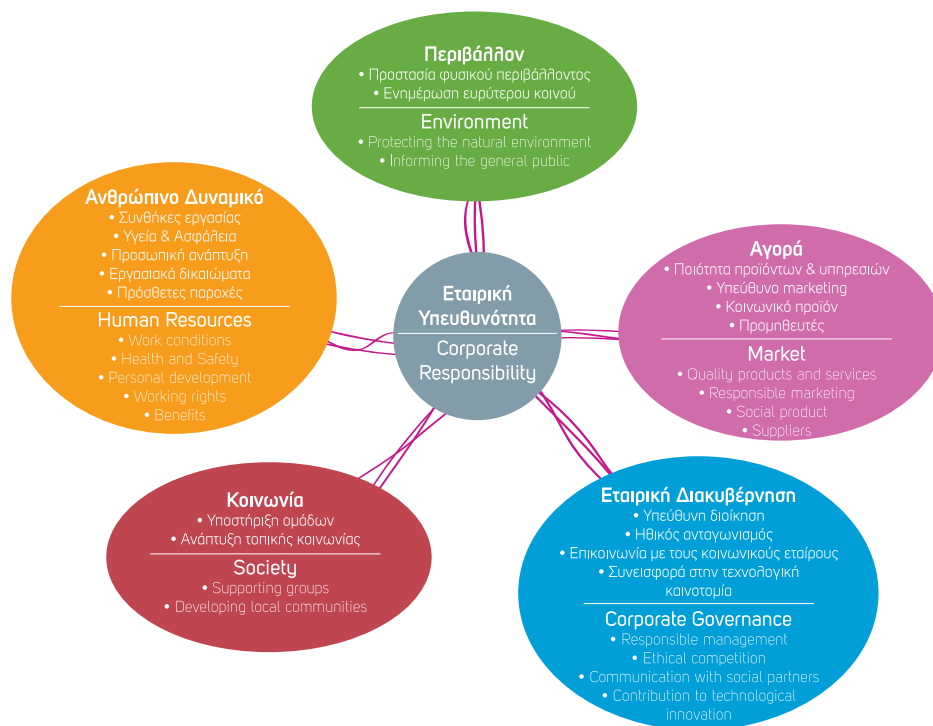 Περιβάλλον
• Προστασία φυσικού περιβάλλοντος
• Ενημέρωση ευρύτερου κοινού
Environment
• Protecting the natural environment
• Informing the general public
Ανθρώπινο Δυναμικό
• Συνθήκες εργασίας
• Υγεία & Ασφάλεια
• Προσωπική ανάπτυξη
• Εργασιακά δικαιώματα
• Πρόσθετες παροχές
Human Resources
• Work conditions
• Health and Safety
• Personal development
• Working rights
• Benefits
Εταιρική
Υπευθυνότητα
Corporate
Responsibility
Αγορά
• Ποιότητα προϊόντων & υπηρεσιών
• Υπεύθυνο marketing
• Κοινωνικό προϊόν
• Προμηθευτές
Market
• Quality products and services
• Responsible marketing
• Social product
• Suppliers
Κοινωνία
• Υποστήριξη ομάδων
• Ανάπτυξη τοπικής κοινωνίας
Society
• Supporting groups
• Developing local communities
Εταιρική Διακυβέρνηση
• Υπεύθυνη διοίκηση
• Ηθικός ανταγωνισμός
• Επικοινωνία με τους κοινωνικούς εταίρους
• Συνεισφορά στην τεχνολογική
καινοτομία
Corporate Governance
• Responsible management
• Ethical competition
• Communication with social partners
• Contribution to technological
innovation